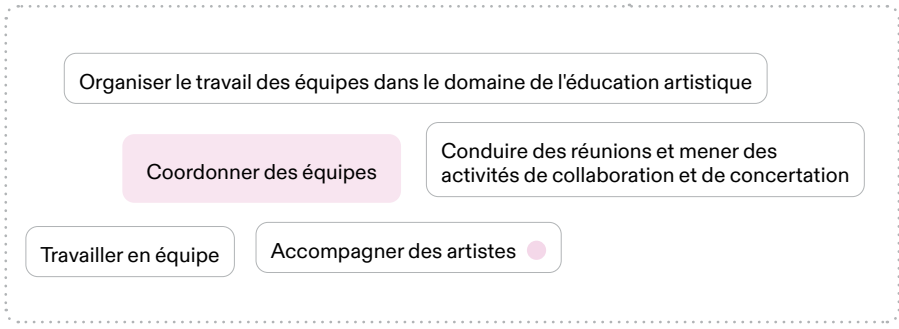 Organiser le travail des équipes dans le domaine de l'éducation artistique
Coordonner des équipes
Conduire des réunions et mener des
activités de collaboration et de concertation
Travailler en équipe
Accompagner des artistes